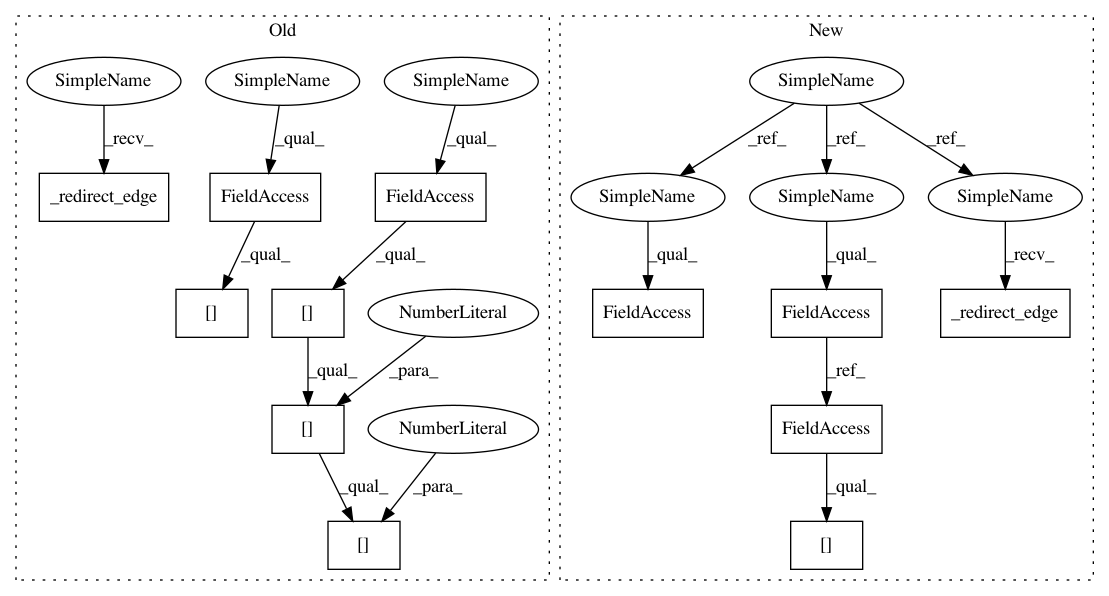 Old
New
SimpleName
SimpleName
SimpleName
SimpleName
_recv_
_qual_
_qual_
_ref_
_ref_
_ref_
_redirect_edge
FieldAccess
FieldAccess
SimpleName
SimpleName
SimpleName
_qual_
_qual_
_qual_
_qual_
_recv_
[]
[]
NumberLiteral
FieldAccess
FieldAccess
_redirect_edge
_qual_
_para_
_ref_
[]
NumberLiteral
FieldAccess
_qual_
_para_
_qual_
[]
[]